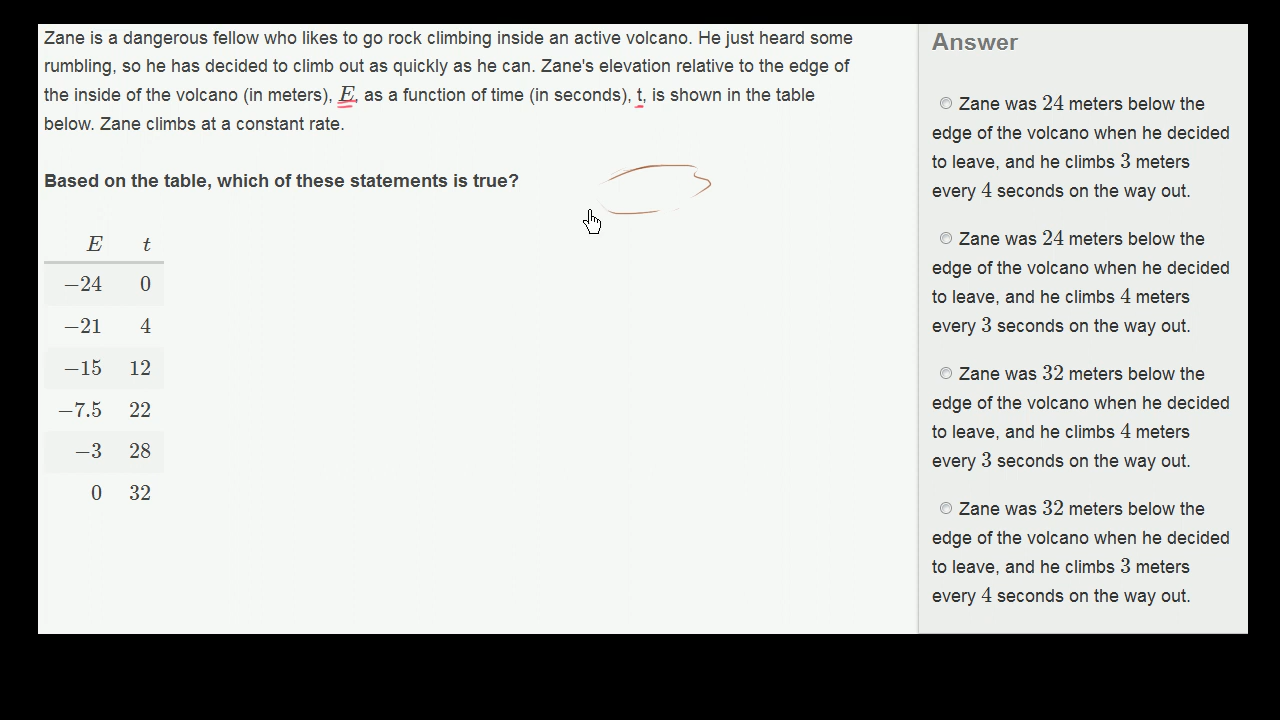 Zane is a dangerous fellow who likes to go rock climbing inside an active volcano. He just heard some
rumbling, so he has decided to climb out as quickly as he can. Zane's elevation relative to the edge of
the inside of the volcano (in meters), E, as a function of time (in seconds), t, is shown in the table
below. Zane climbs at a constant rate.
Based on the table, which of these statements is true?
E t
−24 0
−21 4
−15 12
−7.5 22
−3 28
0 32
Answer
Zane was 24 meters below the
edge of the volcano when he decided
to leave, and he climbs 3 meters
every 4 seconds on the way out.
Zane was 24 meters below the
edge of the volcano when he decided
to leave, and he climbs 4 meters
every 3 seconds on the way out.
Zane was 32 meters below the
edge of the volcano when he decided
to leave, and he climbs 4 meters
every 3 seconds on the way out.
Zane was 32 meters below the
edge of the volcano when he decided
to leave, and he climbs 3 meters
every 4 seconds on the way out.